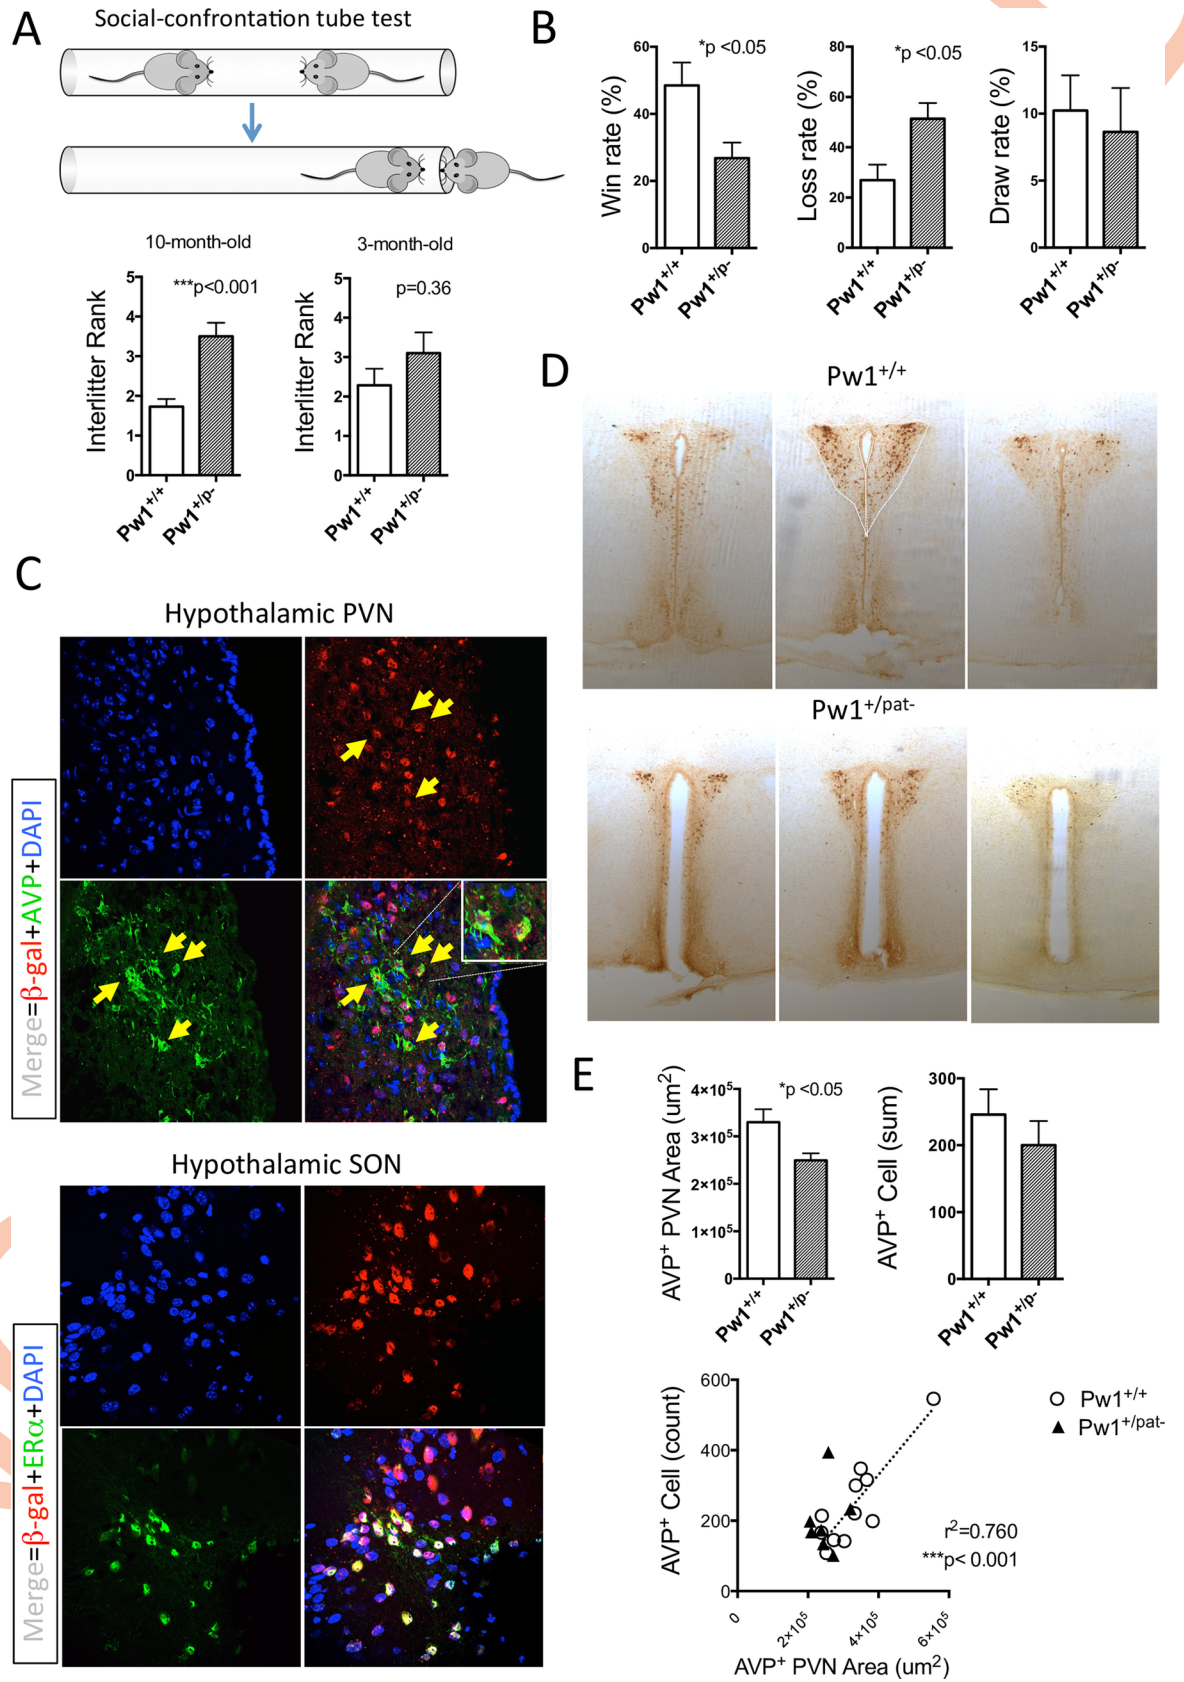 A
Social-confrontation tube test
10-month-old
3-month-old
Interlitter Rank
5
4
3
2
1
0
***p<0.001
Pw1+/+
Pw1+/p-
Interlitter Rank
5
4
3
2
1
0
p=0.36
Pw1+/+
Pw1+/p-
B
Win rate (%)
60
40
20
0
*p <0.05
Pw1+/+
Pw1+/p-
Loss rate (%)
80
60
40
20
0
*p <0.05
Pw1+/+
Pw1+/p-
Draw rate (%)
15
10
5
0
Pw1+/+
Pw1+/p-
C
Hypothalamic PVN
Merge=β-gal+AVP+DAPI
Hypothalamic SON
Merge=β-gal+ERα+DAPI
D
Pw1+/+
Pw1+/pat-
E
AVP+ PVN Area (um2)
4×105
3×105
2×105
1×105
0
*p <0.05
Pw1+/+
Pw1+/p-
AVP+ Cell (sum)
300
200
100
0
Pw1+/+
Pw1+/p-
AVP+ Cell (count)
600
400
200
0
0
2×105
4×105
6×105
AVP+ PVN Area (um2)
r2=0.760
***p< 0.001
Pw1+/+
Pw1+/pat-